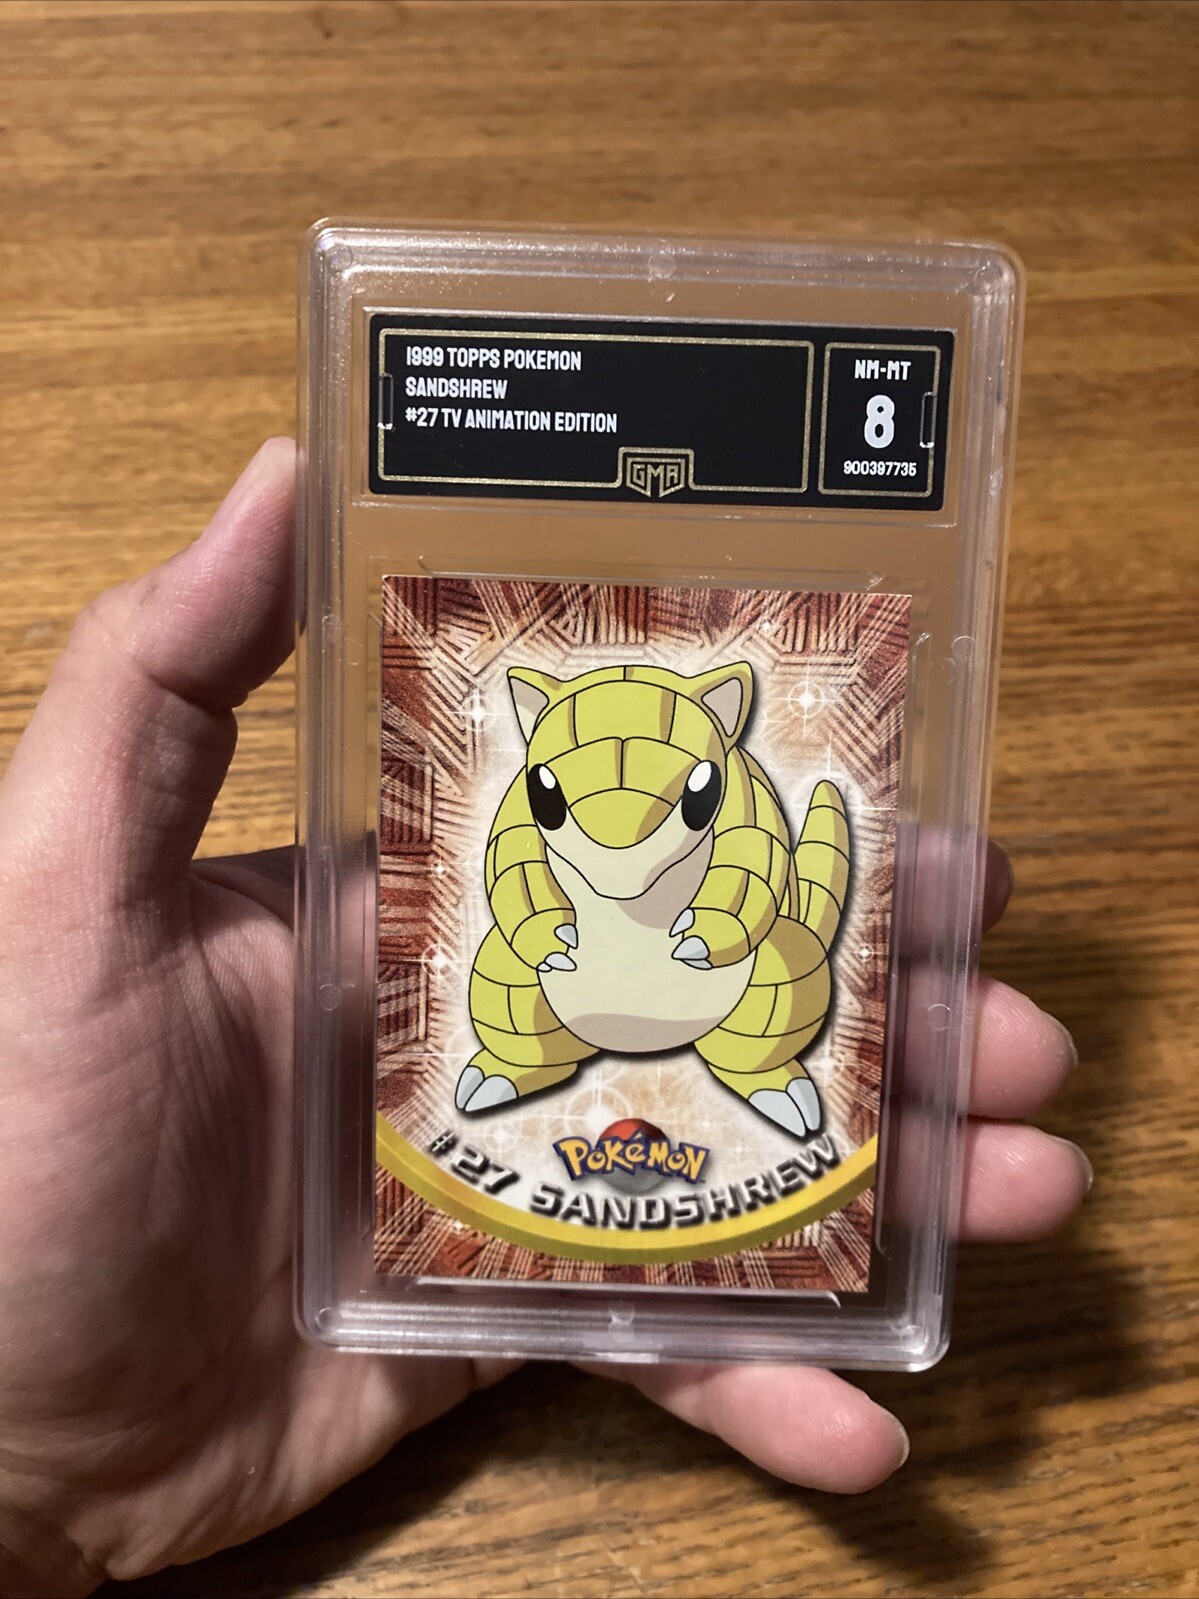 1999 TOPPS POKEMON
SANDSHREW
#27 TV ANIMATION EDITION
GMA
NM-MT
8
900397735
POKéMON
#27 SANDSHREW